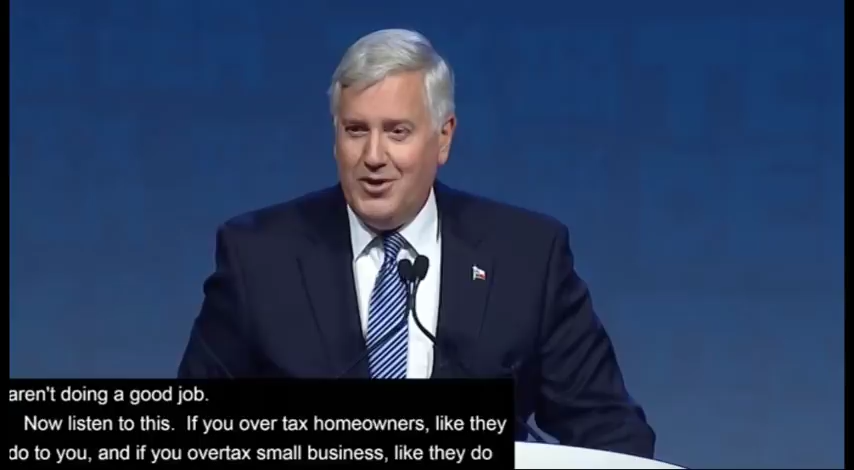 aren't doing a good job.
Now listen to this. If you over tax homeowners, like they
do to you, and if you overtax small business, like they do